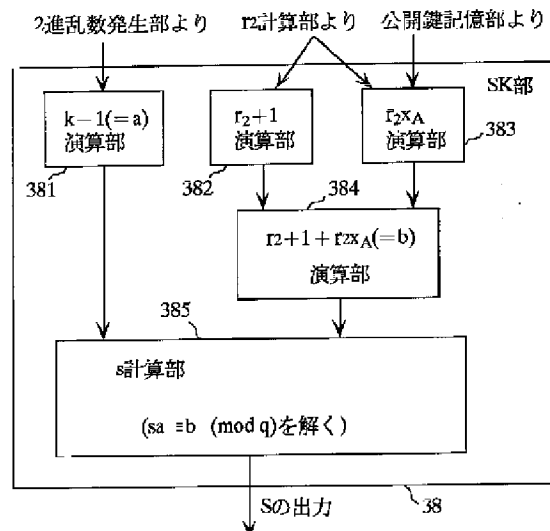 2進乱数発生部より
r2計算部より
公開鍵記憶部より
SK部
k−1(=a)
演算部
381
r2+1
演算部
382
r2xA
演算部
383
384
r2+1+r2xA(=b)
演算部
385
s計算部
(sa ≡b (mod q)を解く)
Sの出力
38